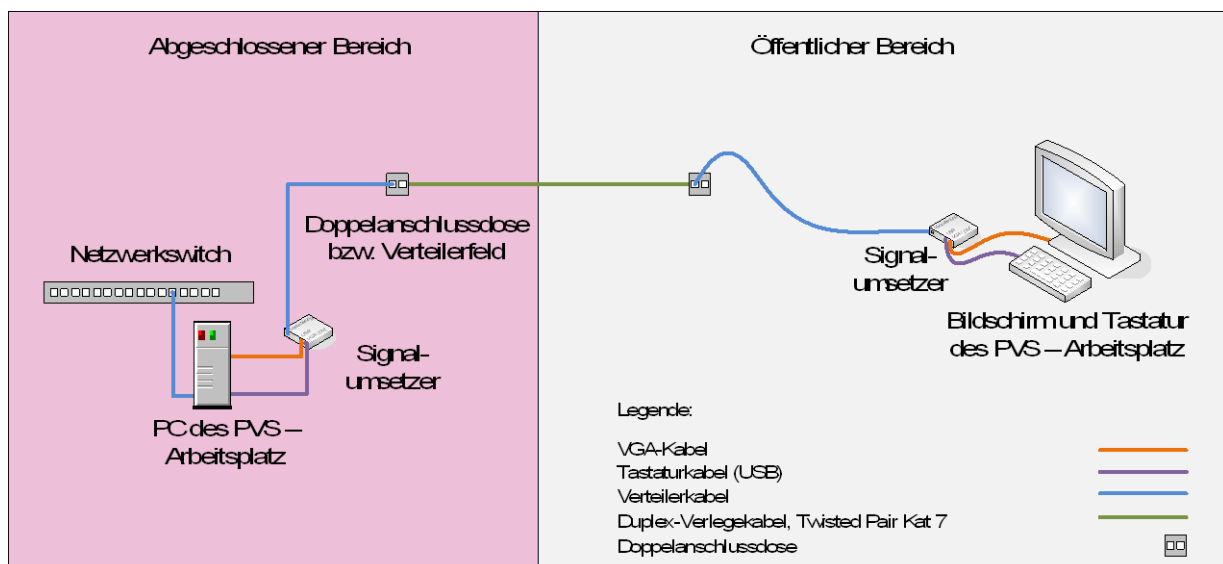 Abgeschlossener Bereich
Öffentlicher Bereich
Doppelanschlussdose
bzw. Verteilerfeld
Netzwerkswitch
Signal-
umsetzer
PC des PVS –
Arbeitsplatz
Signal-
umsetzer
Bildschirm und Tastatur
des PVS – Arbeitsplatz
Legende:
VGA-Kabel
Tastaturkabel (USB)
Verteilerkabel
Duplex-Verlegekabel, Twisted Pair Kat 7
Doppelanschlussdose